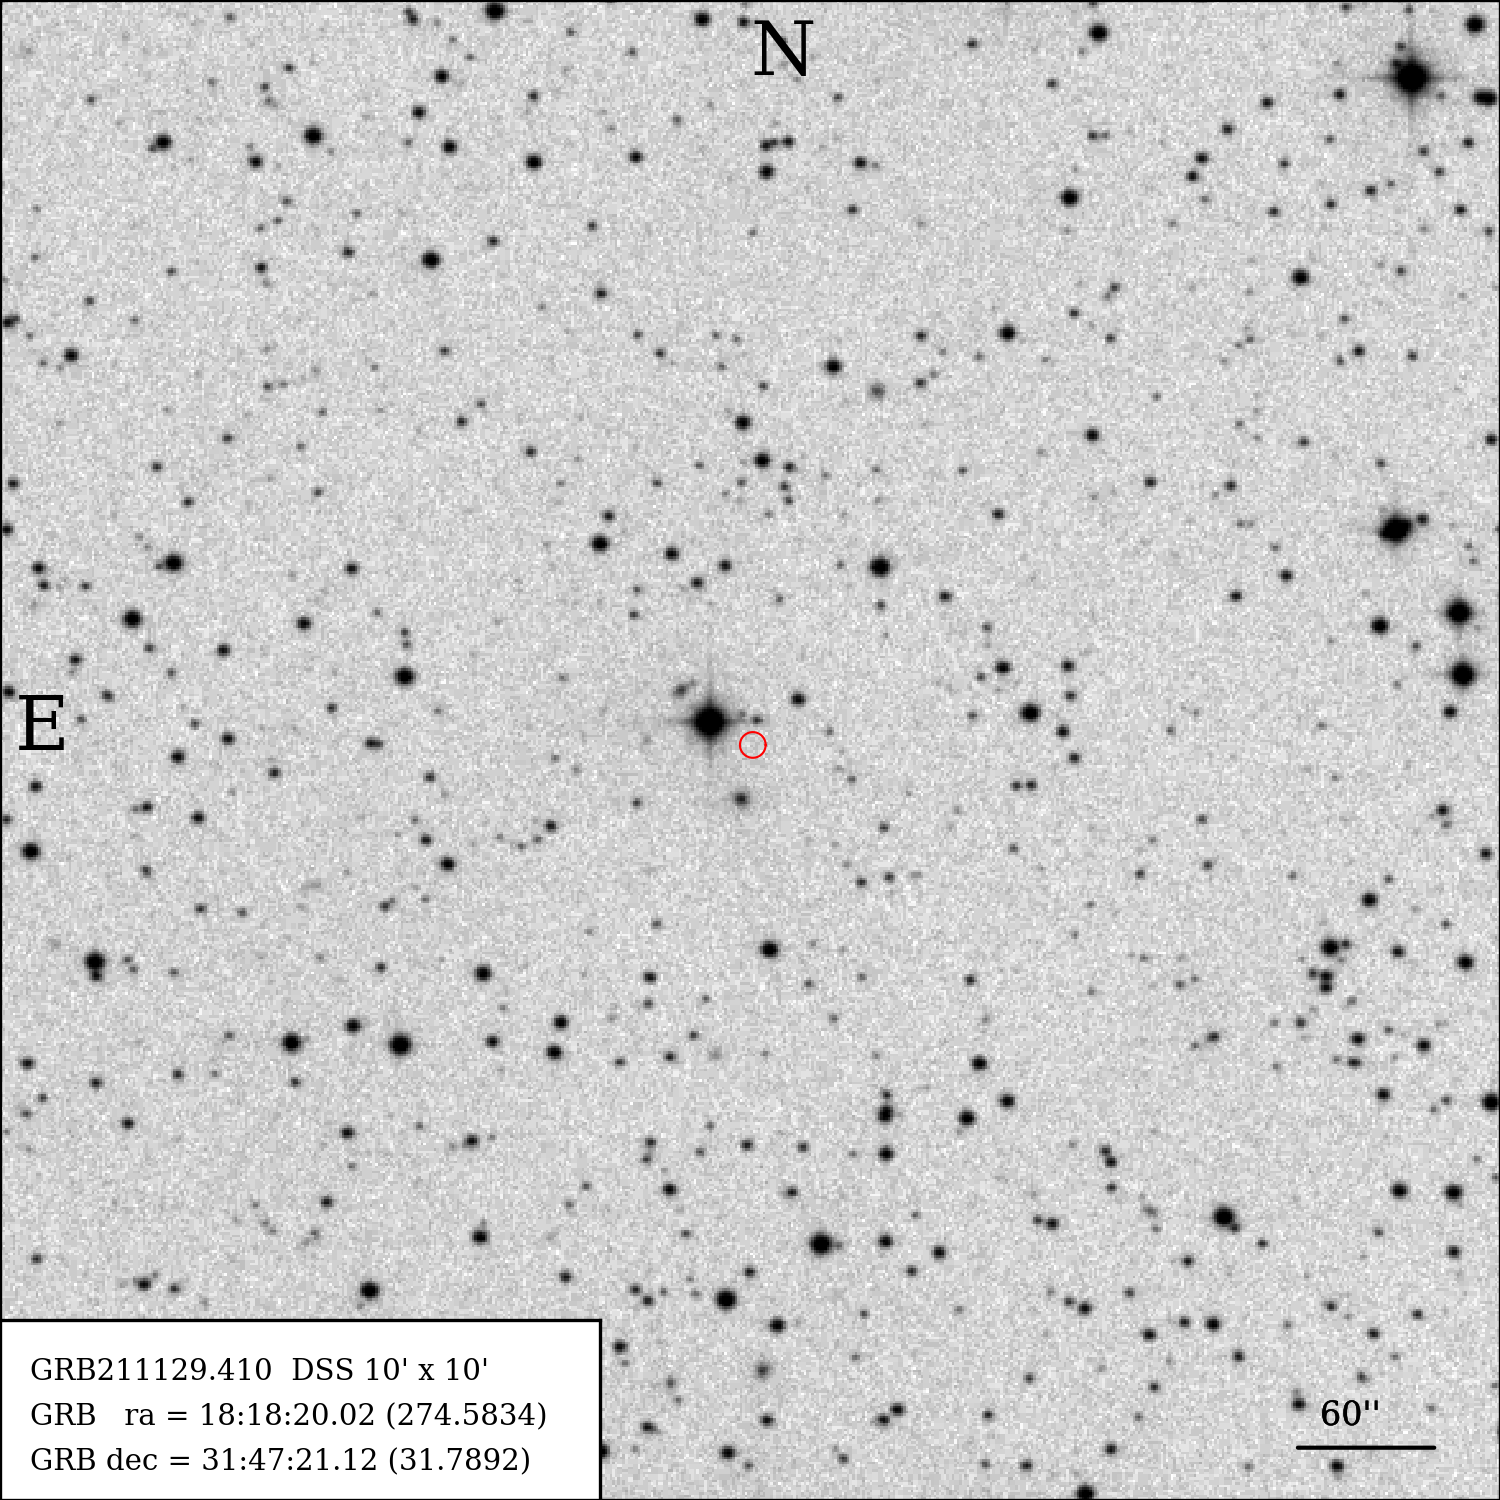 N
E
GRB211129.410 DSS 10' x 10'
GRB ra = 18:18:20.02 (274.5834)
GRB dec = 31:47:21.12 (31.7892)
60''